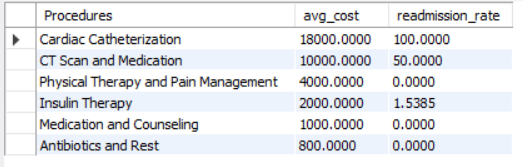 Procedures avg_cost readmission_rate
Cardiac Catheterization 18000.0000 100.0000
CT Scan and Medication 10000.0000 50.0000
Physical Therapy and Pain Management 4000.0000 0.0000
Insulin Therapy 2000.0000 1.5385
Medication and Counseling 1000.0000 0.0000
Antibiotics and Rest 800.0000 0.0000